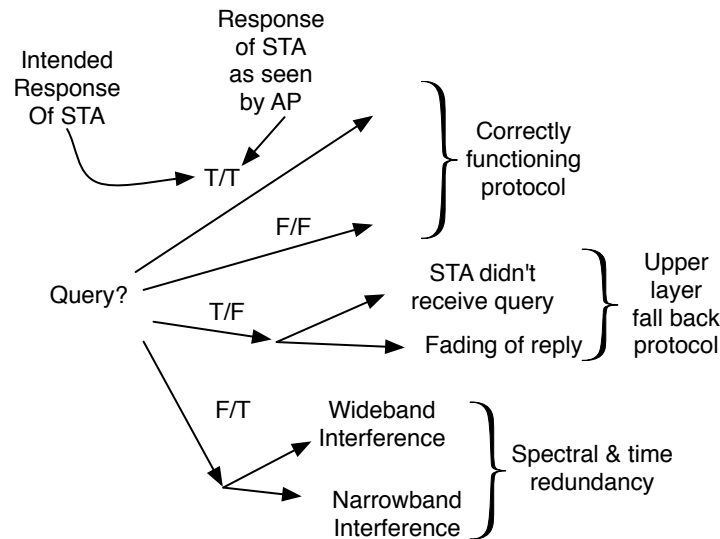 Intended
Response
Of STA
Response
of STA
as seen
by AP
T/T
Correctly
functioning
protocol
F/F
Query?
T/F
STA didn't
receive query
Fading of reply
Upper
layer
fall back
protocol
F/T
Wideband
Interference
Narrowband
Interference
Spectral & time
redundancy